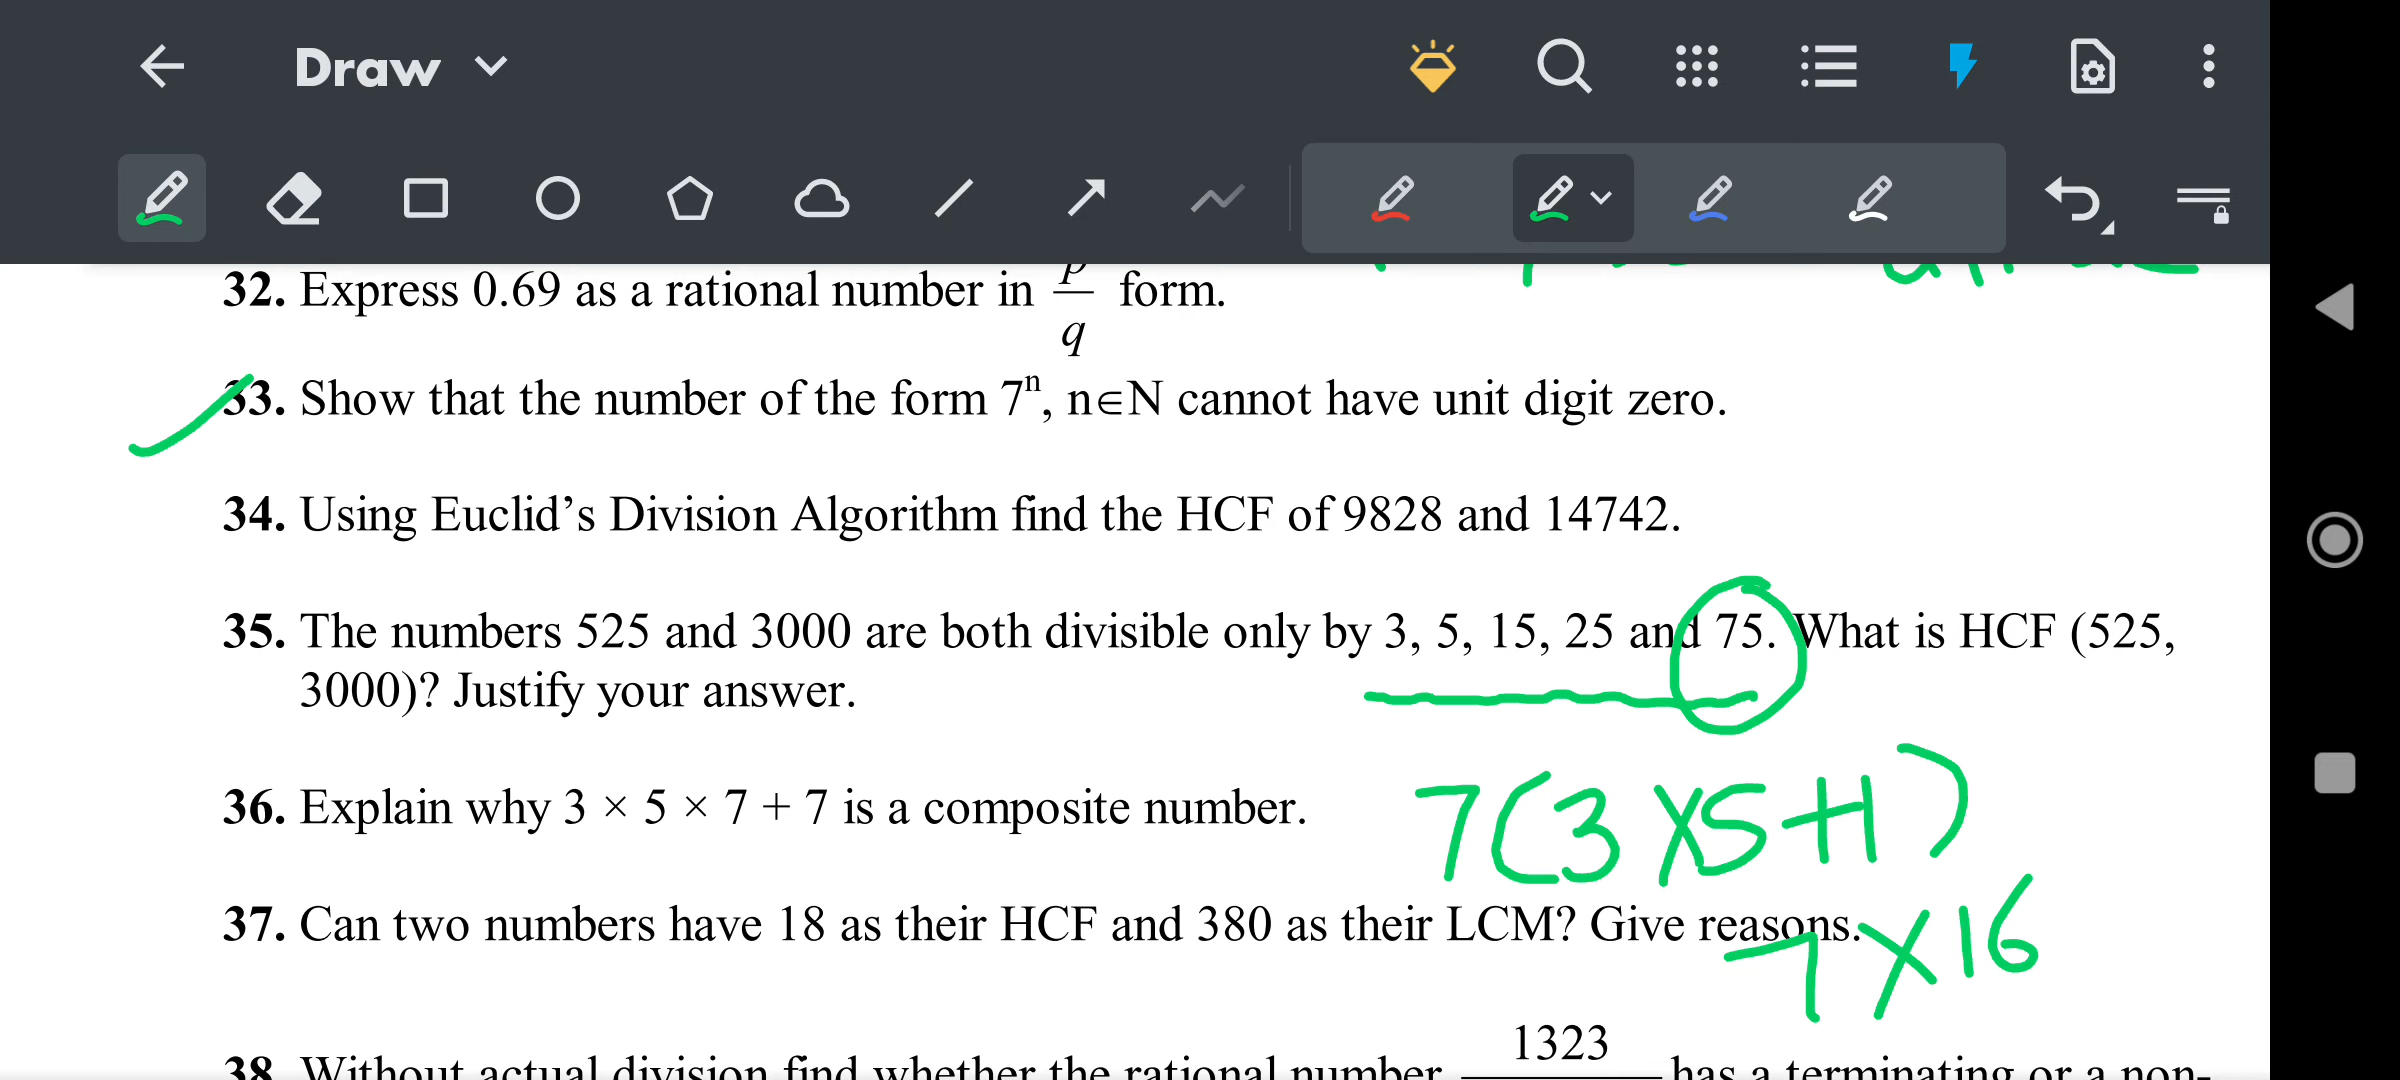 Draw
32. Express 0.69 as a rational number in p/q form.
33. Show that the number of the form 7ⁿ, n∈N cannot have unit digit zero.
34. Using Euclid’s Division Algorithm find the HCF of 9828 and 14742.
35. The numbers 525 and 3000 are both divisible only by 3, 5, 15, 25 and 75. What is HCF (525,
3000)? Justify your answer.
36. Explain why 3 × 5 × 7 + 7 is a composite number.
7(3×5+1)
37. Can two numbers have 18 as their HCF and 380 as their LCM? Give reasons.
7×16
1323
38. Without actual division find whether the rational number has a terminating or a non-